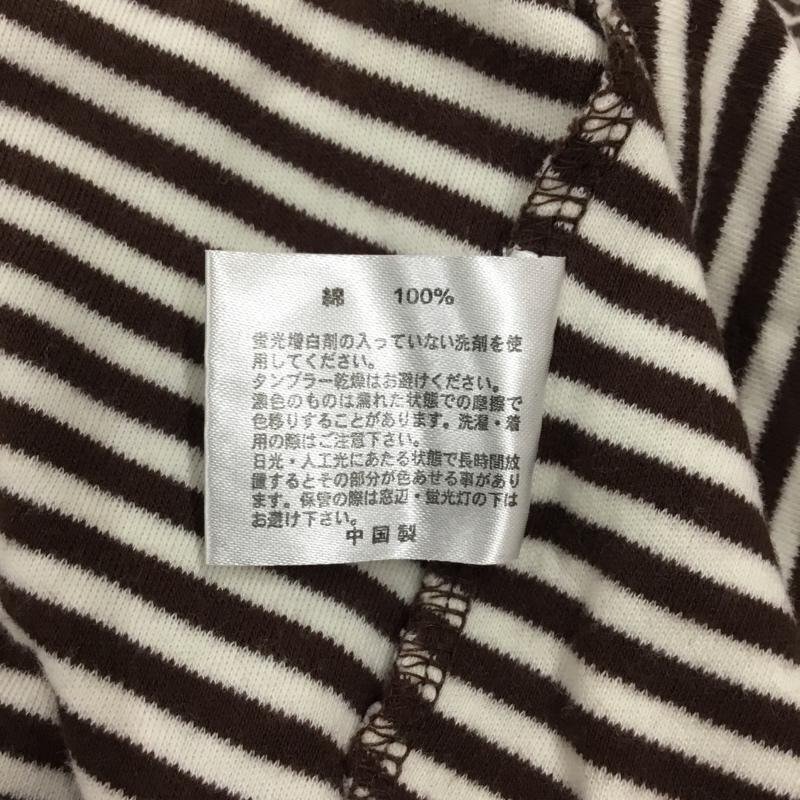 綿 100%
蛍光増白剤の入っていない洗剤を使
用してください。
タンブラー乾燥はお避けください。
濃色のものは濡れた状態での摩擦で
色移りすることがあります。洗濯・着
用の際はご注意下さい。
日光・人工光にあたる状態で長時間放
置するとその部分が色あせる事があり
ます。保管の際は窓辺・蛍光灯の下は
お避け下さい。
中国製